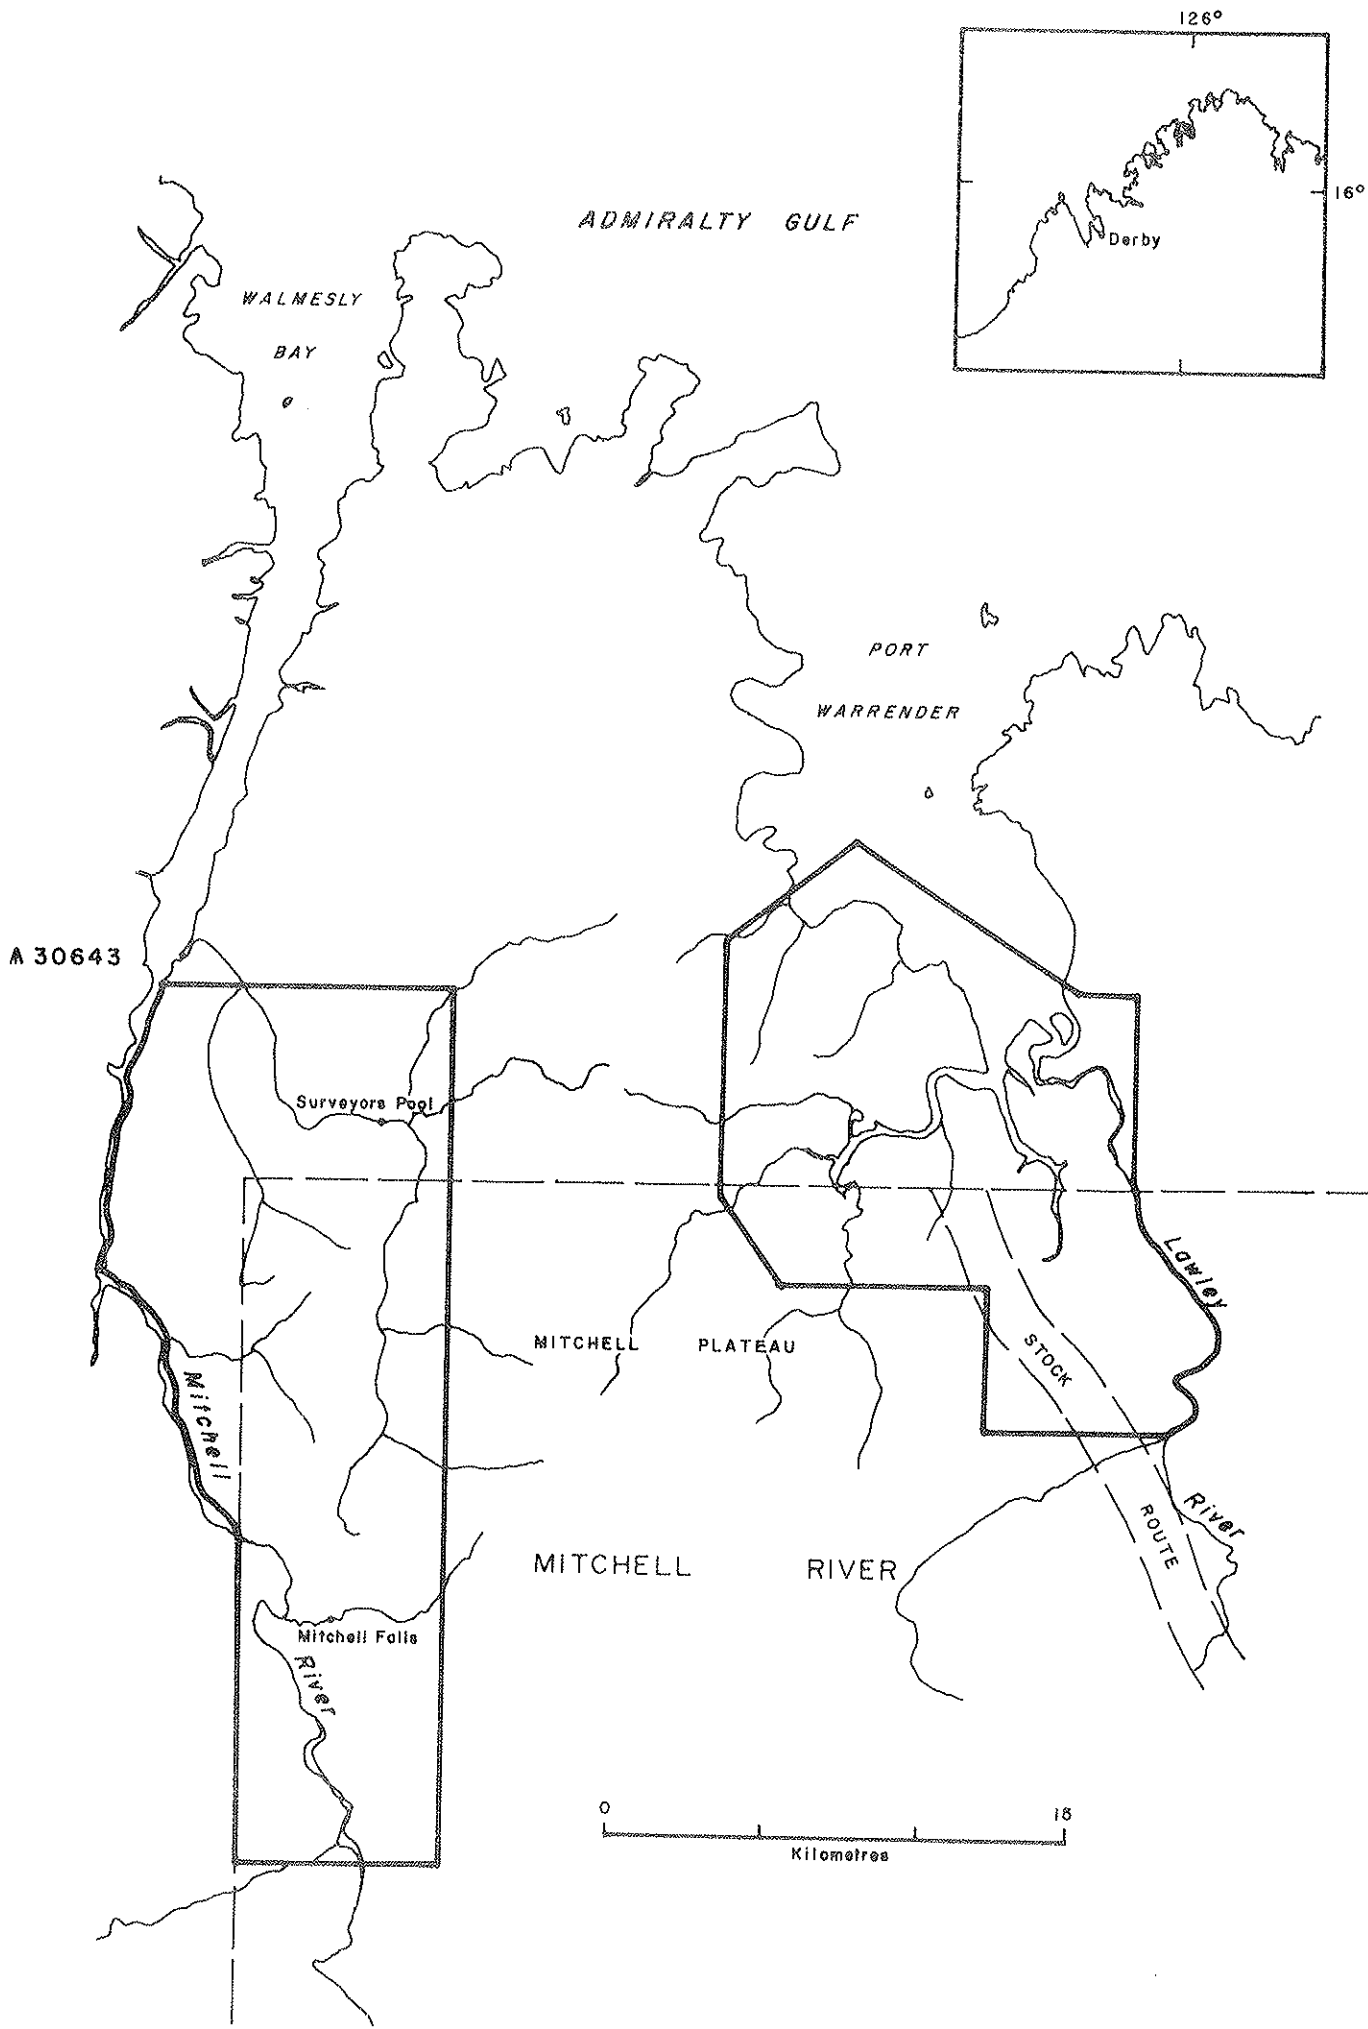 126°
16°
Derby
ADMIRALTY GULF
WALMESLY
BAY
PORT
WARRENDER
A 30643
Surveyors Pool
Lawley
MITCHELL PLATEAU
STOCK
Mitchell
River
ROUTE
MITCHELL RIVER
Mitchell Falls
River
0
Kilometres